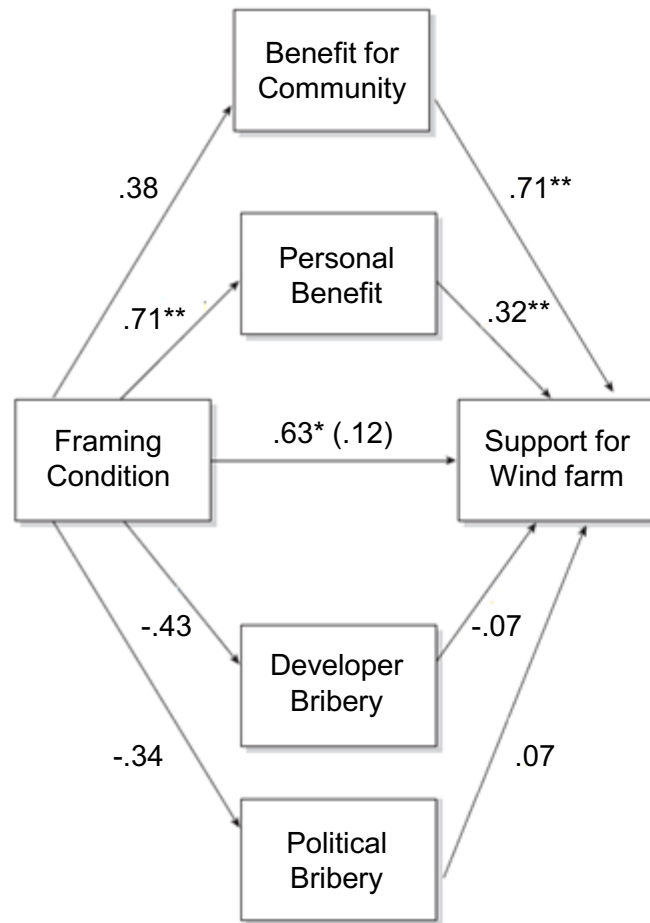 Benefit for
Community
.38
.71**
Personal
Benefit
.71**
.32**
Framing
Condition
.63* (.12)
Support for
Wind farm
-.43
-.07
Developer
Bribery
-.34
.07
Political
Bribery